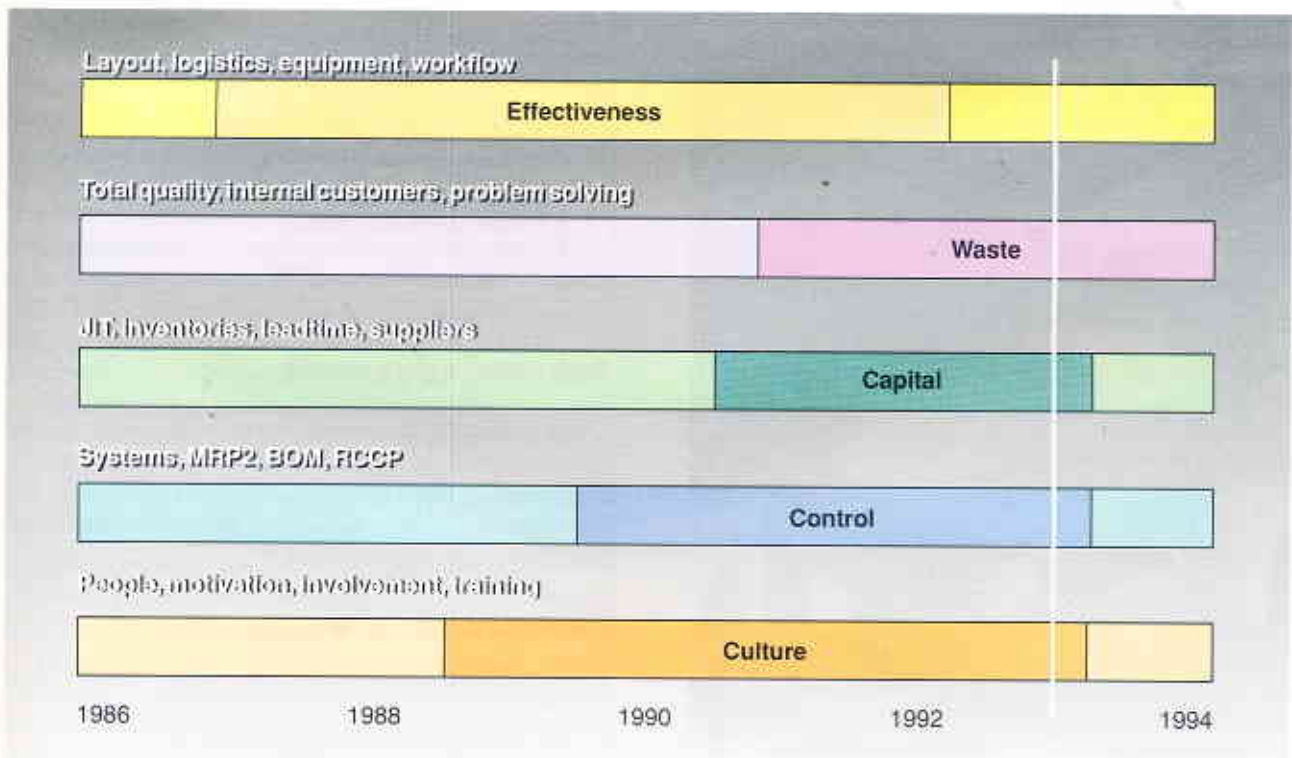 Layout, logistics, equipment, workflow
Effectiveness
Total quality, internal customers, problem solving
Waste
JIT, inventories, leadtime, suppliers
Capital
Systems, MRP2, BOM, RCCP
Control
People, motivation, involvement, training
Culture
1986 1988 1990 1992 1994